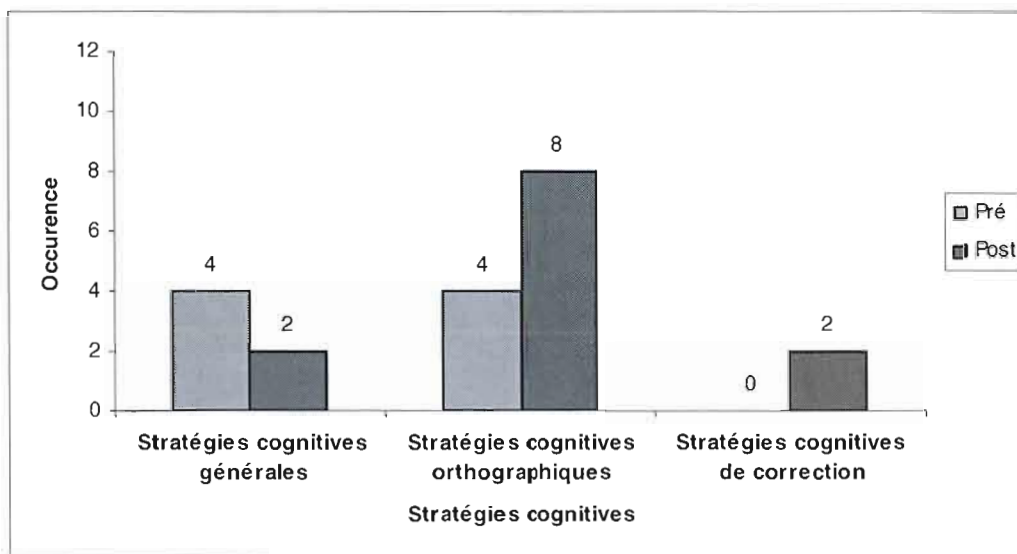 12
10
8
6
4
2
0
Occurence
4
2
4
8
0
2
Stratégies cognitives
générales
Stratégies cognitives
orthographiques
Stratégies cognitives
de correction
Stratégies cognitives
Pré
Post